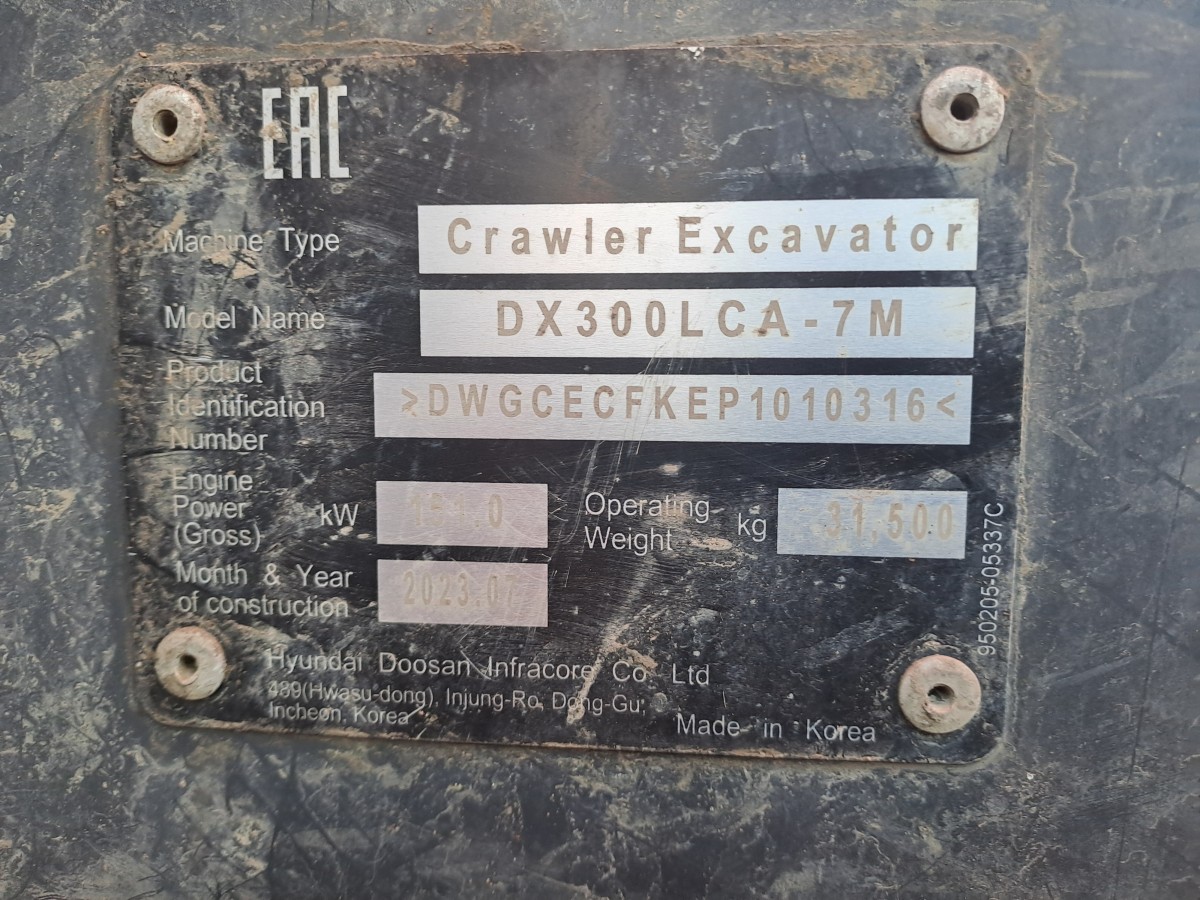 EAC
Machine Type Crawler Excavator
Model Name DX300LCA-7M
Product
Identification >DWGCECFKEP1010316<
Number
Engine
Power
(Gross) kW
Operating
Weight kg 31,500
Month & Year
of construction 2023.07
950205-05337C
Hyundai Doosan Infracore Co Ltd
489(Hwasu-dong), Injung-Ro, Dong-Gu,
Incheon, Korea
Made in Korea